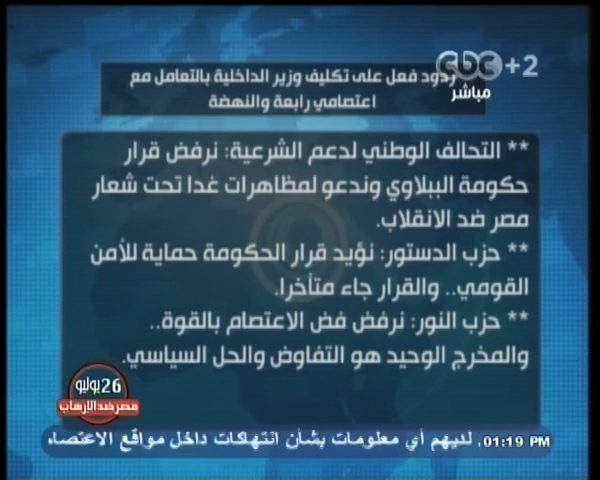 cbc +2
مباشر
ردود فعل على تكليف وزير الداخلية بالتعامل مع
اعتصامي رابعة والنهضة
** التحالف الوطني لدعم الشرعية: نرفض قرار
حكومة الببلاوي وندعو لمظاهرات غدا تحت شعار
مصر ضد الانقلاب.
** حزب الدستور: نؤيد قرار الحكومة حماية للأمن
القومي.. والقرار جاء متأخرا.
** حزب النور: نرفض فض الاعتصام بالقوة..
والمخرج الوحيد هو التفاوض والحل السياسي.
26 يوليو
مصر ضد الإرهاب
01:19 PM لديهم أي معلومات بشأن انتهاكات داخل مواقع الاعتصا